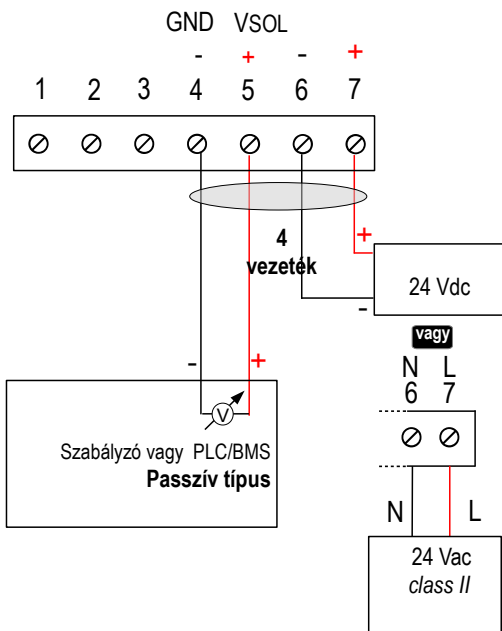 GND VSOL
- + - +
1 2 3 4 5 6 7
4
vezeték
+
-
24 Vdc
vagy
N L
6 7
- +
V
Szabályzó vagy PLC/BMS
Passzív típus
N L
24 Vac
class II